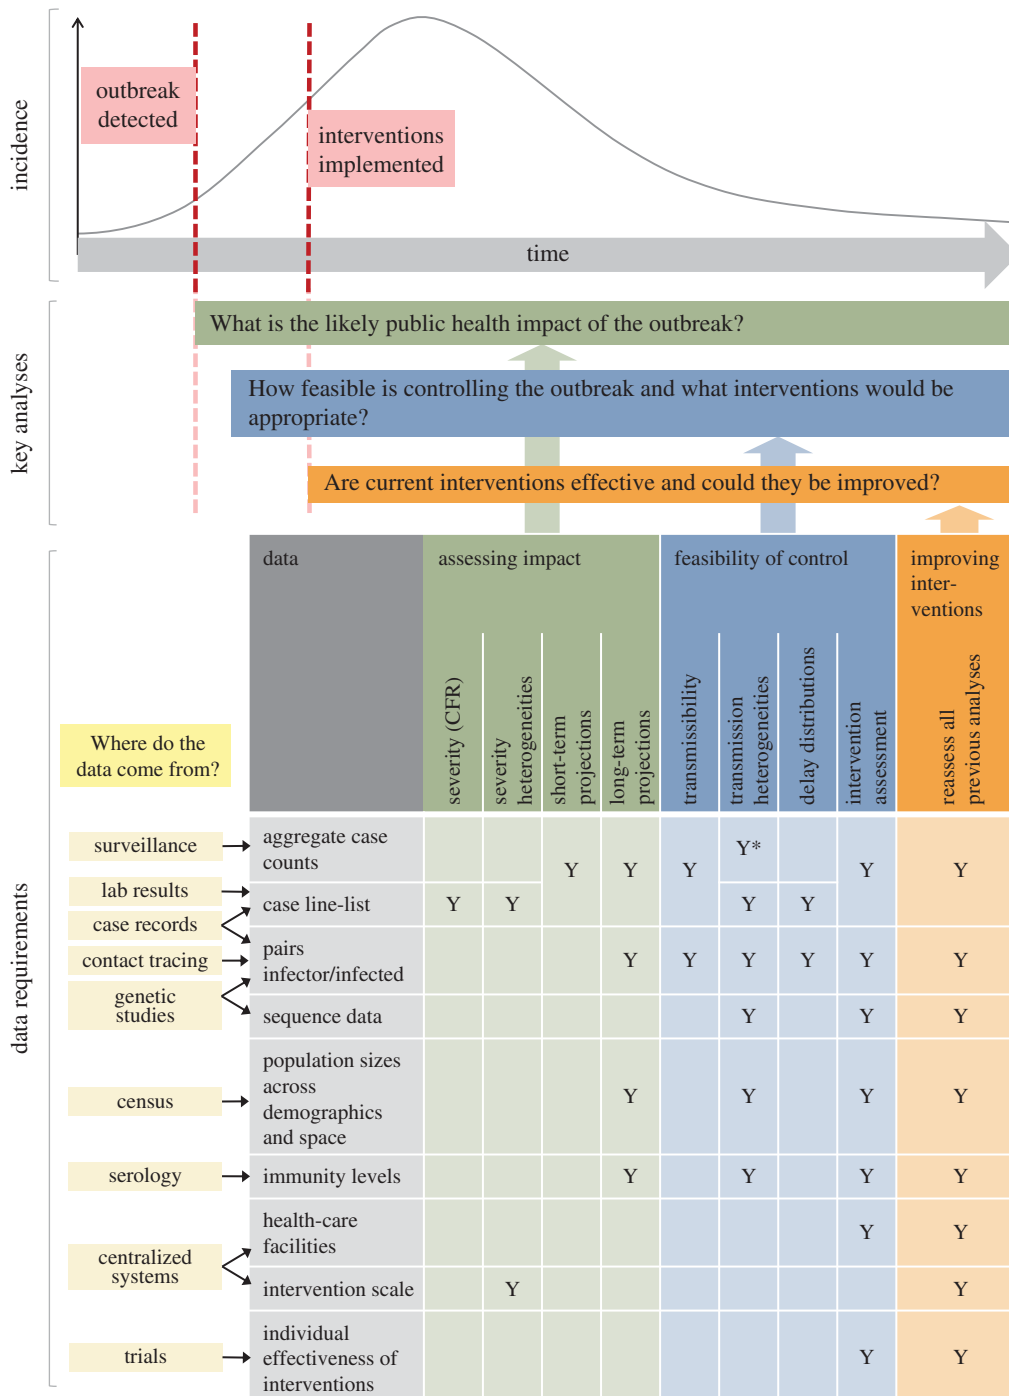 incidence
outbreak
detected
interventions
implemented
time
key analyses
What is the likely public health impact of the outbreak?
How feasible is controlling the outbreak and what interventions would be
appropriate?
Are current interventions effective and could they be improved?
data requirements
Where do the
data come from?
data
assessing impact
feasibility of control
improving
inter-
ventions
severity (CFR)
severity
heterogeneities
short-term
projections
long-term
projections
transmissibility
transmission
heterogeneities
delay distributions
intervention
assessment
reassess all
previous analyses
surveillance
aggregate case
counts
Y*
Y Y Y Y Y
lab results
case records
case line-list
Y Y Y Y
contact tracing
pairs
infector/infected
Y Y Y Y Y Y
genetic
studies
sequence data
Y Y Y
census
population sizes
across
demographics
and space
Y Y Y Y
serology
immunity levels
Y Y Y Y
centralized
systems
health-care
facilities
Y Y
intervention scale
Y Y
trials
individual
effectiveness of
interventions
Y Y